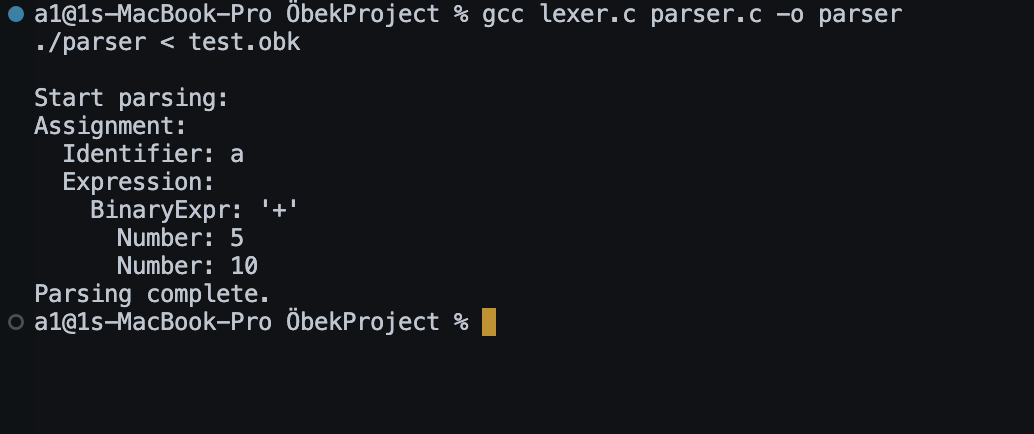 a1@1s-MacBook-Pro ÖbekProject % gcc lexer.c parser.c -o parser
./parser < test.obk
Start parsing:
Assignment:
  Identifier: a
  Expression:
    BinaryExpr: '+'
      Number: 5
      Number: 10
Parsing complete.
a1@1s-MacBook-Pro ÖbekProject %